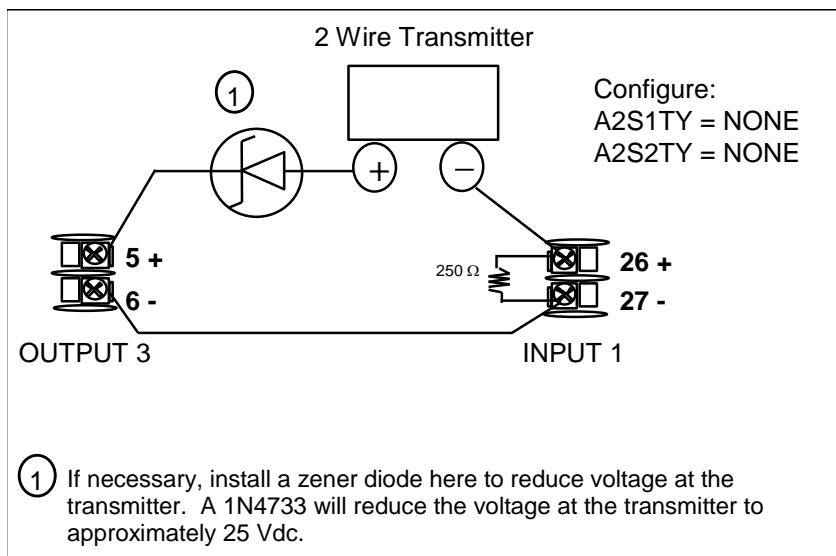 2 Wire Transmitter
1
Configure:
A2S1TY = NONE
A2S2TY = NONE
+
−
5 +
6 -
250 Ω
26 +
27 -
OUTPUT 3
INPUT 1
1 If necessary, install a zener diode here to reduce voltage at the
transmitter. A 1N4733 will reduce the voltage at the transmitter to
approximately 25 Vdc.